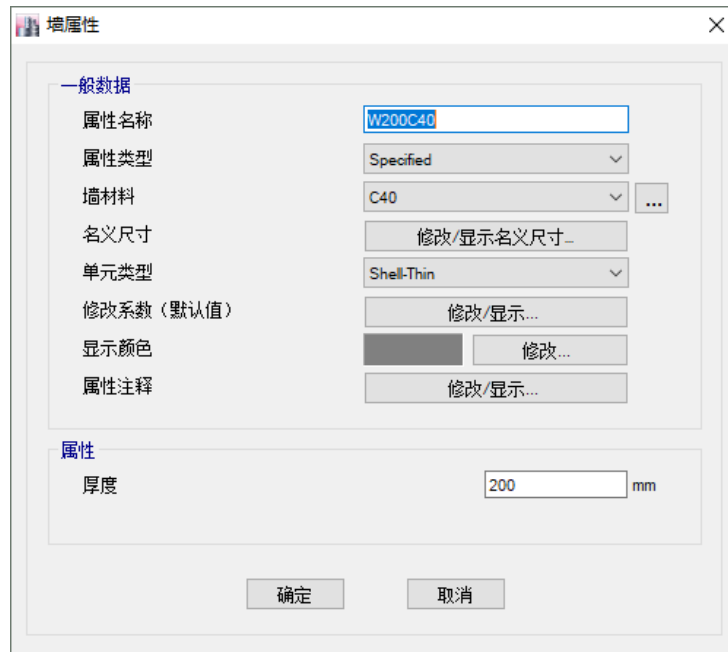 墙属性
一般数据
属性名称 W200C40
属性类型 Specified
墙材料 C40 ...
名义尺寸 修改/显示名义尺寸...
单元类型 Shell-Thin
修改系数（默认值） 修改/显示...
显示颜色 修改...
属性注释 修改/显示...
属性
厚度 200 mm
确定 取消